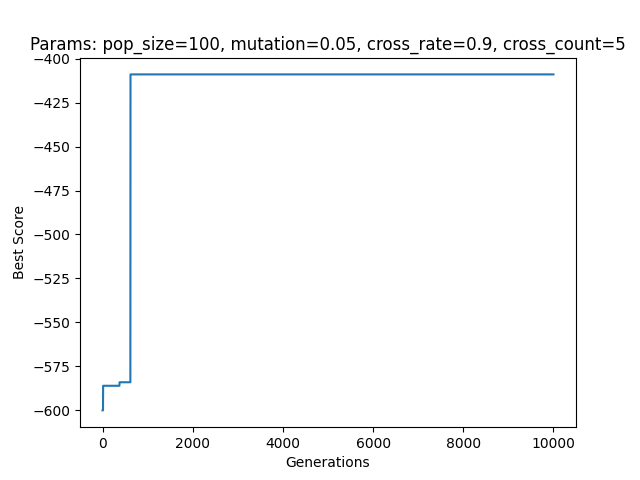 Params: pop_size=100, mutation=0.05, cross_rate=0.9, cross_count=5
−400
−425
−450
−475
−500
−525
−550
−575
−600
Best Score
0 2000 4000 6000 8000 10000
Generations